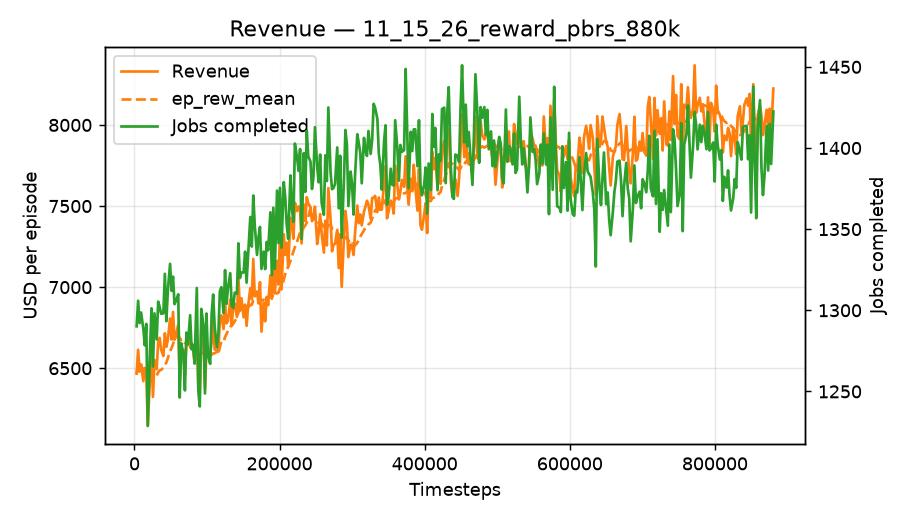 Revenue — 11_15_26_reward_pbrs_880k
Revenue
ep_rew_mean
Jobs completed
USD per episode
8000
7500
7000
6500
1450
1400
1350
1300
1250
Jobs completed
0 200000 400000 600000 800000
Timesteps